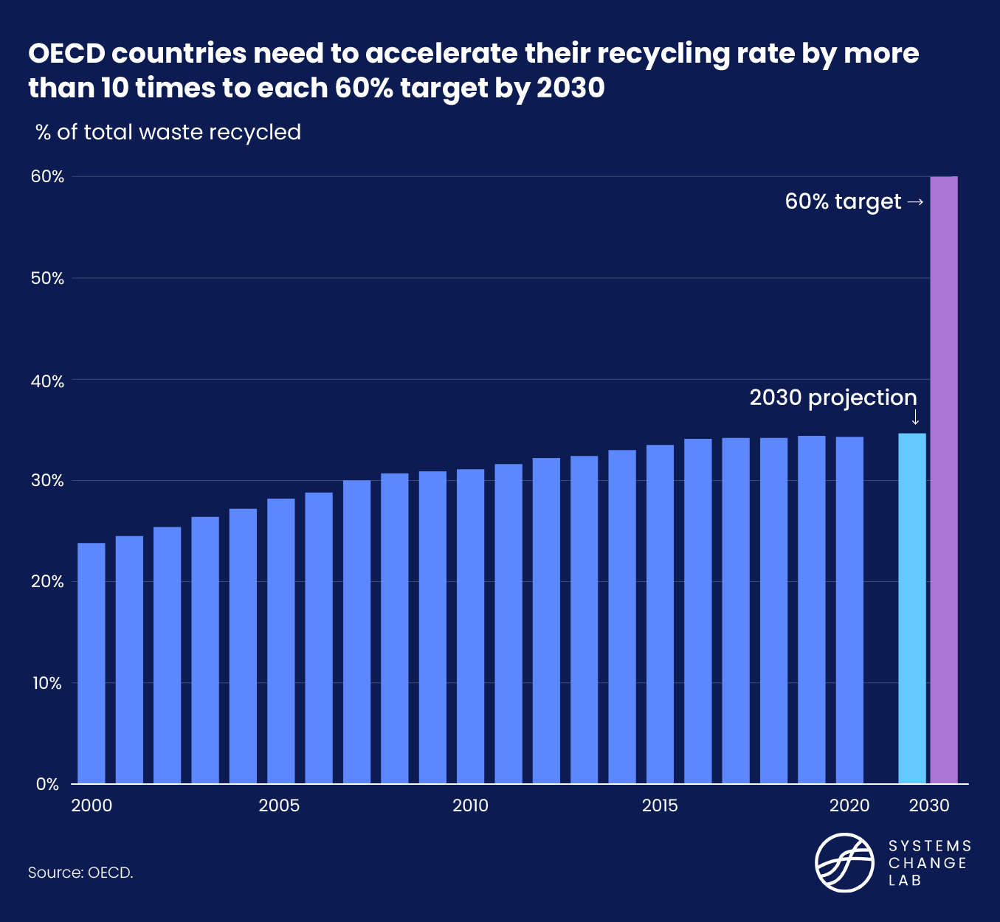 OECD countries need to accelerate their recycling rate by more
than 10 times to each 60% target by 2030
% of total waste recycled
60%
60% target →
50%
40%
2030 projection
↓
30%
20%
10%
0%
2000 2005 2010 2015 2020 2030
Source: OECD.
SYSTEMS
CHANGE
LAB